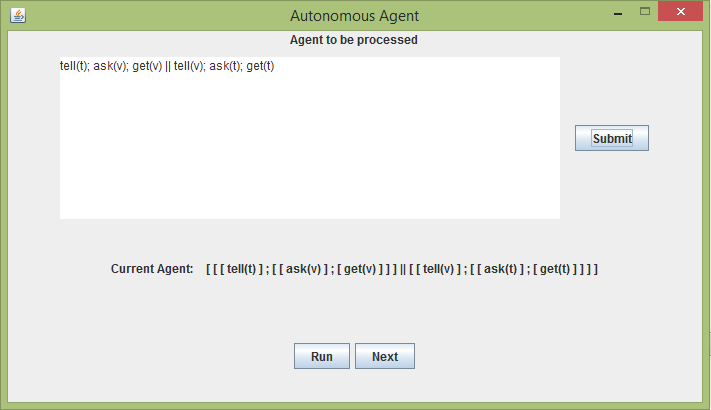 Autonomous Agent
Agent to be processed
tell(t); ask(v); get(v) || tell(v); ask(t); get(t)
Submit
Current Agent: [ [ [ tell(t) ] ; [ [ ask(v) ] ; [ get(v) ] ] ] || [ [ tell(v) ] ; [ [ ask(t) ] ; [ get(t) ] ] ] ]
Run Next